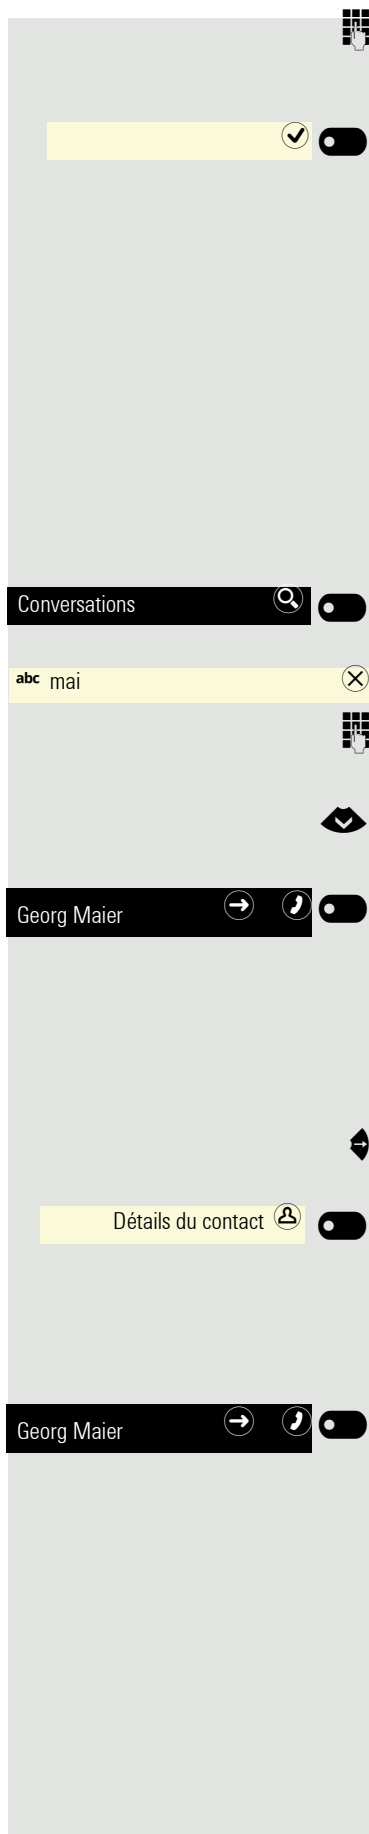 Conversations
abc mai
Georg Maier
Détails du contact
Georg Maier